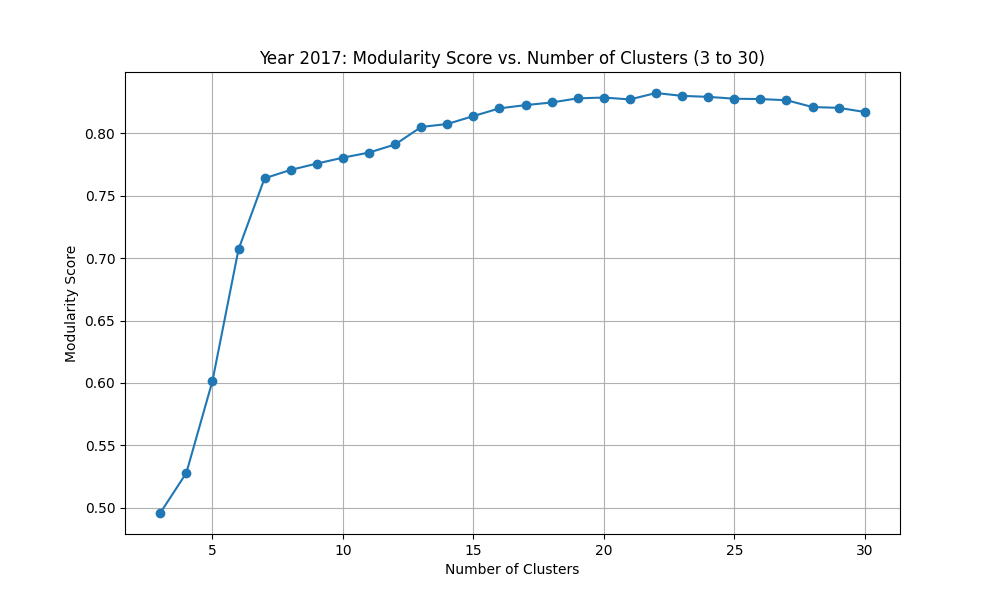 Year 2017: Modularity Score vs. Number of Clusters (3 to 30)
Modularity Score
0.80
0.75
0.70
0.65
0.60
0.55
0.50
5 10 15 20 25 30
Number of Clusters